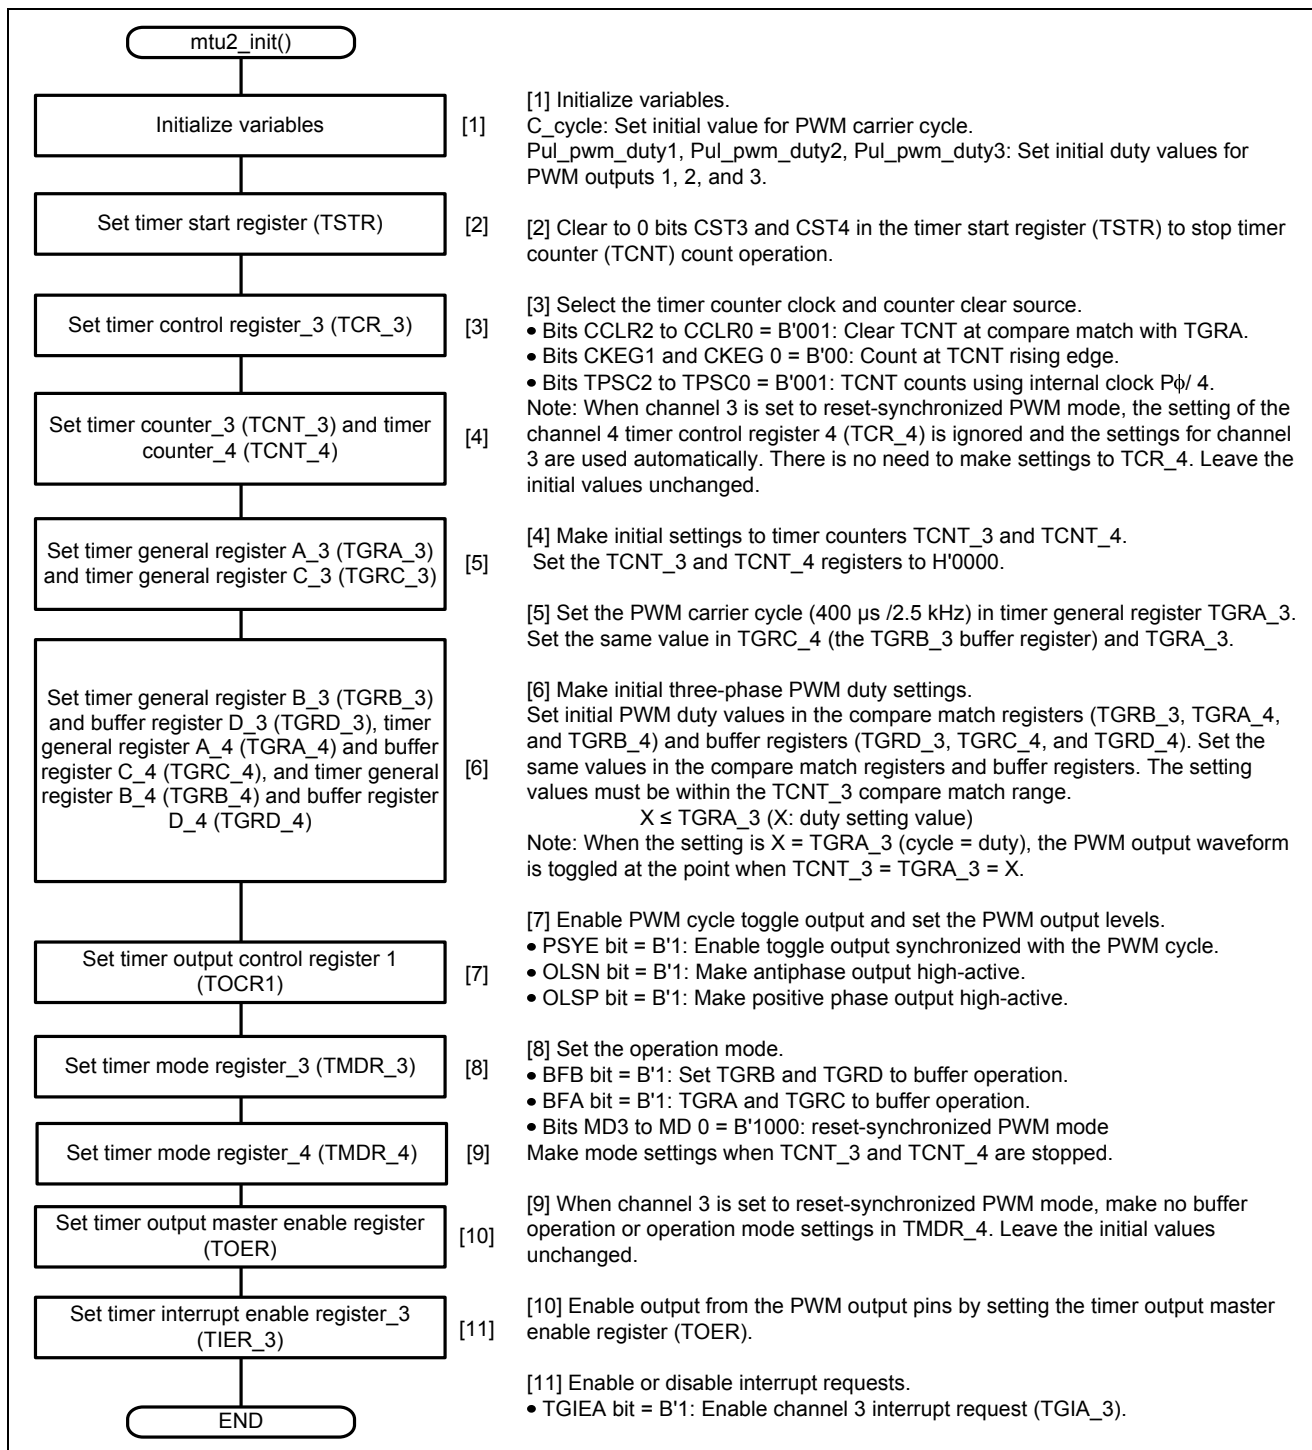 mtu2_init()
Initialize variables
[1]
Set timer start register (TSTR)
[2]
Set timer control register_3 (TCR_3)
[3]
Set timer counter_3 (TCNT_3) and timer
counter_4 (TCNT_4)
[4]
Set timer general register A_3 (TGRA_3)
and timer general register C_3 (TGRC_3)
[5]
Set timer general register B_3 (TGRB_3)
and buffer register D_3 (TGRD_3), timer
general register A_4 (TGRA_4) and buffer
register C_4 (TGRC_4), and timer general
register B_4 (TGRB_4) and buffer register
D_4 (TGRD_4)
[6]
Set timer output control register 1
(TOCR1)
[7]
Set timer mode register_3 (TMDR_3)
[8]
Set timer mode register_4 (TMDR_4)
[9]
Set timer output master enable register
(TOER)
[10]
Set timer interrupt enable register_3
(TIER_3)
[11]
END
[1] Initialize variables.
C_cycle: Set initial value for PWM carrier cycle.
Pul_pwm_duty1, Pul_pwm_duty2, Pul_pwm_duty3: Set initial duty values for
PWM outputs 1, 2, and 3.
[2] Clear to 0 bits CST3 and CST4 in the timer start register (TSTR) to stop timer
counter (TCNT) count operation.
[3] Select the timer counter clock and counter clear source.
• Bits CCLR2 to CCLR0 = B'001: Clear TCNT at compare match with TGRA.
• Bits CKEG1 and CKEG 0 = B'00: Count at TCNT rising edge.
• Bits TPSC2 to TPSC0 = B'001: TCNT counts using internal clock Pϕ/ 4.
Note: When channel 3 is set to reset-synchronized PWM mode, the setting of the
channel 4 timer control register 4 (TCR_4) is ignored and the settings for channel
3 are used automatically. There is no need to make settings to TCR_4. Leave the
initial values unchanged.
[4] Make initial settings to timer counters TCNT_3 and TCNT_4.
Set the TCNT_3 and TCNT_4 registers to H'0000.
[5] Set the PWM carrier cycle (400 µs /2.5 kHz) in timer general register TGRA_3.
Set the same value in TGRC_4 (the TGRB_3 buffer register) and TGRA_3.
[6] Make initial three-phase PWM duty settings.
Set initial PWM duty values in the compare match registers (TGRB_3, TGRA_4,
and TGRB_4) and buffer registers (TGRD_3, TGRC_4, and TGRD_4). Set the
same values in the compare match registers and buffer registers. The setting
values must be within the TCNT_3 compare match range.
X ≤ TGRA_3 (X: duty setting value)
Note: When the setting is X = TGRA_3 (cycle = duty), the PWM output waveform
is toggled at the point when TCNT_3 = TGRA_3 = X.
[7] Enable PWM cycle toggle output and set the PWM output levels.
• PSYE bit = B'1: Enable toggle output synchronized with the PWM cycle.
• OLSN bit = B'1: Make antiphase output high-active.
• OLSP bit = B'1: Make positive phase output high-active.
[8] Set the operation mode.
• BFB bit = B'1: Set TGRB and TGRD to buffer operation.
• BFA bit = B'1: TGRA and TGRC to buffer operation.
• Bits MD3 to MD 0 = B'1000: reset-synchronized PWM mode
Make mode settings when TCNT_3 and TCNT_4 are stopped.
[9] When channel 3 is set to reset-synchronized PWM mode, make no buffer
operation or operation mode settings in TMDR_4. Leave the initial values
unchanged.
[10] Enable output from the PWM output pins by setting the timer output master
enable register (TOER).
[11] Enable or disable interrupt requests.
• TGIEA bit = B'1: Enable channel 3 interrupt request (TGIA_3).